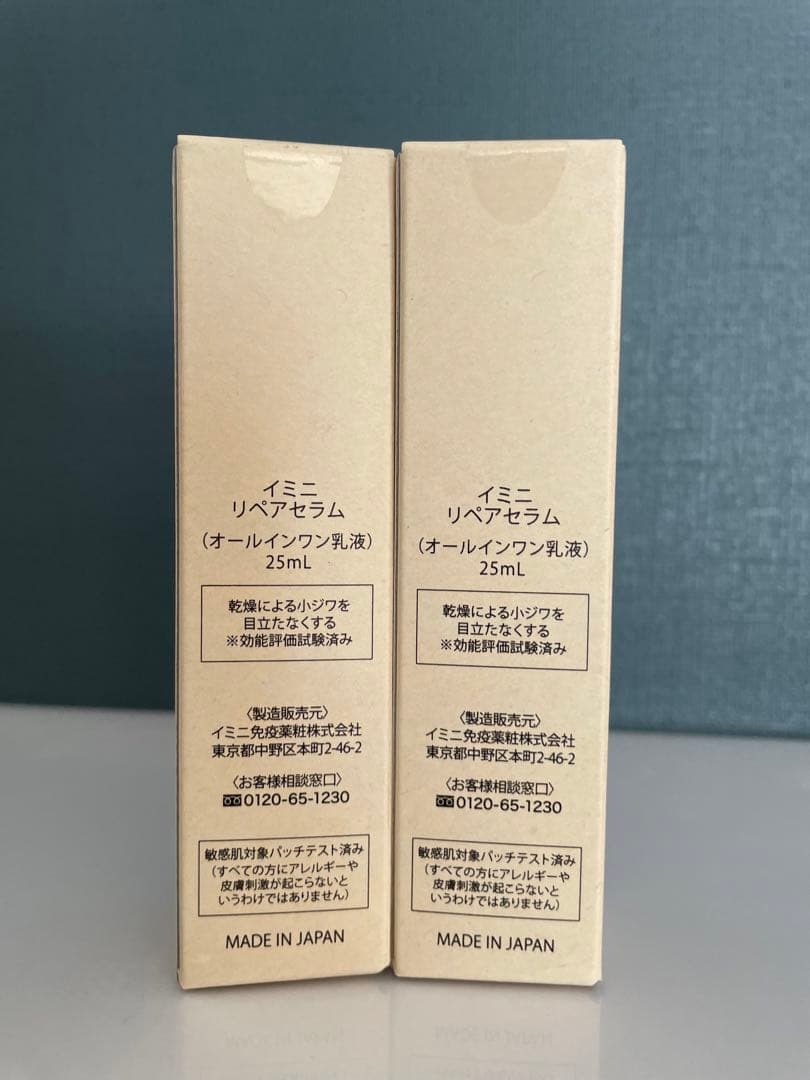 イミニ
リペアセラム
（オールインワン乳液）
25mL
乾燥による小ジワを
目立たなくする
※効能評価試験済み
〈製造販売元〉
イミニ免疫薬粧株式会社
東京都中野区本町2-46-2
〈お客様相談窓口〉
0120-65-1230
敏感肌対象パッチテスト済み
（すべての方にアレルギーや
皮膚刺激が起こらないと
いうわけではありません）
MADE IN JAPAN
イミニ
リペアセラム
（オールインワン乳液）
25mL
乾燥による小ジワを
目立たなくする
※効能評価試験済み
〈製造販売元〉
イミニ免疫薬粧株式会社
東京都中野区本町2-46-2
〈お客様相談窓口〉
0120-65-1230
敏感肌対象パッチテスト済み
（すべての方にアレルギーや
皮膚刺激が起こらないと
いうわけではありません）
MADE IN JAPAN